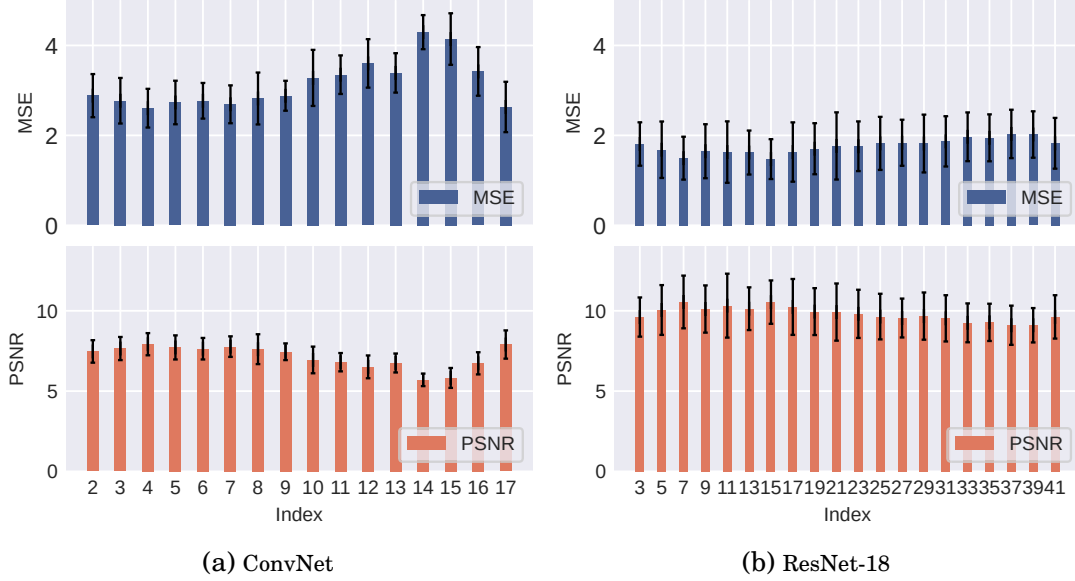 4
MSE
2
MSE
0
10
PSNR
5
PSNR
0
2 3 4 5 6 7 8 9 10 11 12 13 14 15 16 17
Index
(a) ConvNet
4
MSE
2
MSE
0
10
PSNR
5
PSNR
0
3 5 7 9 11 13 15 17 19 21 23 25 27 29 31 33 35 37 39 41
Index
(b) ResNet-18